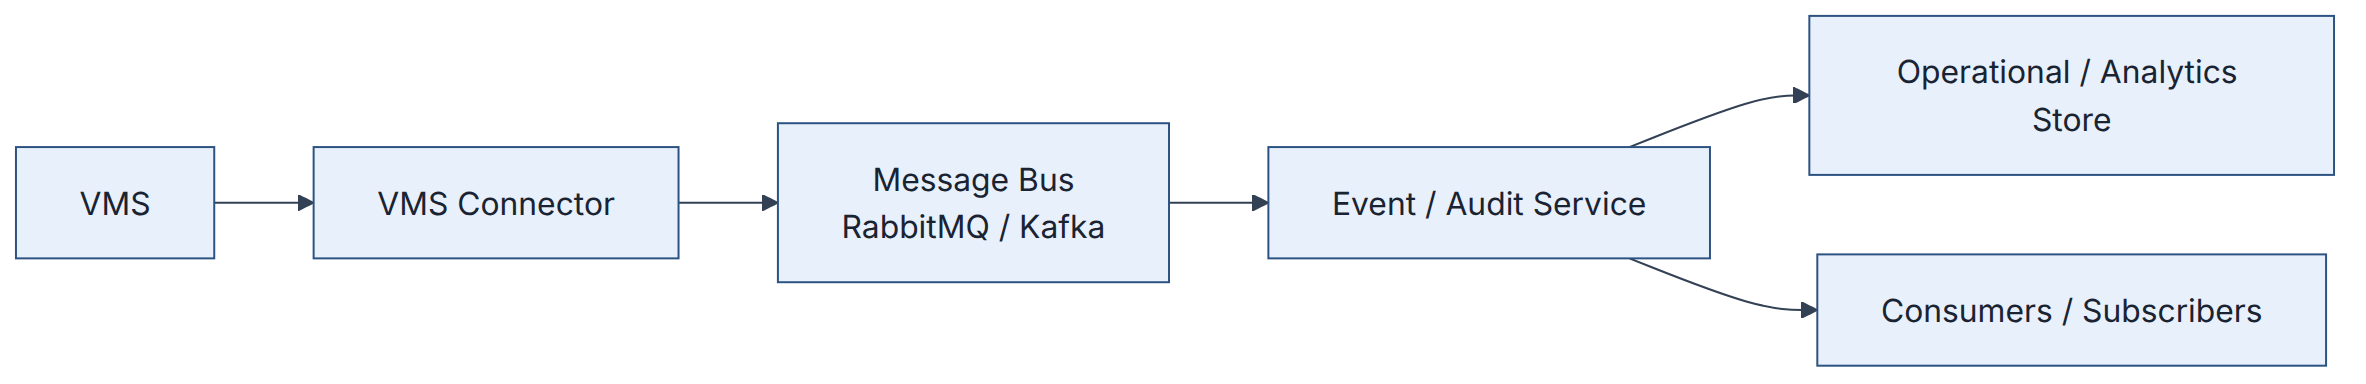 VMS
VMS Connector
Message Bus
RabbitMQ / Kafka
Event / Audit Service
Operational / Analytics
Store
Consumers / Subscribers